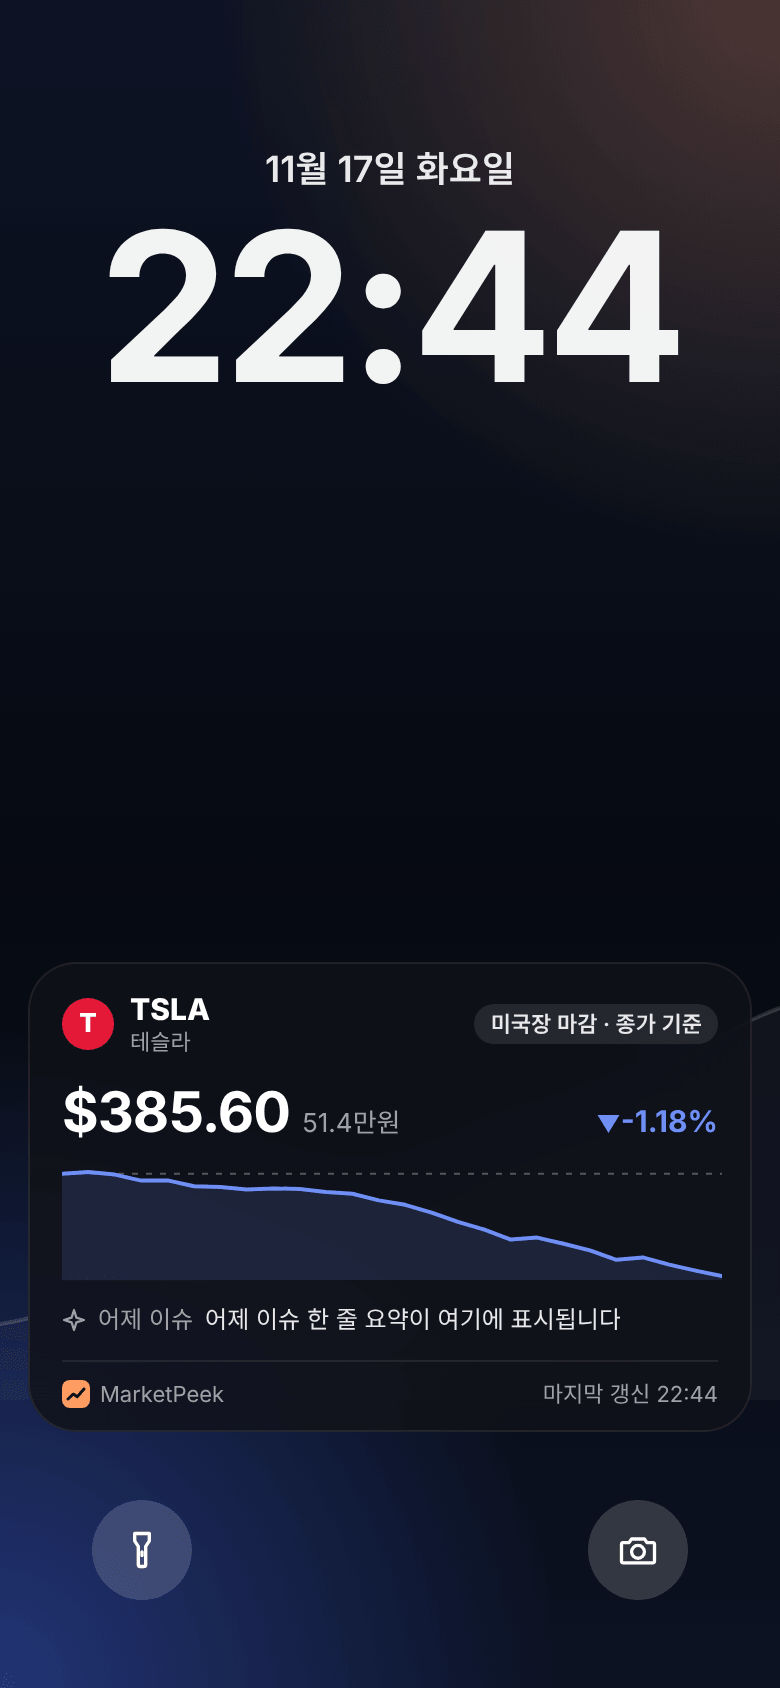 11월 17일 화요일
22:44
T
TSLA
테슬라
미국장 마감 · 종가 기준
$385.60 51.4만원
▼-1.18%
어제 이슈 어제 이슈 한 줄 요약이 여기에 표시됩니다
MarketPeek
마지막 갱신 22:44